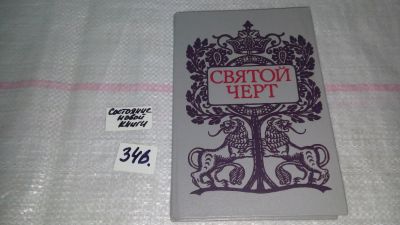 СВЯТОЙ
ЧЕРТ
Состояние
новой
книги
346.